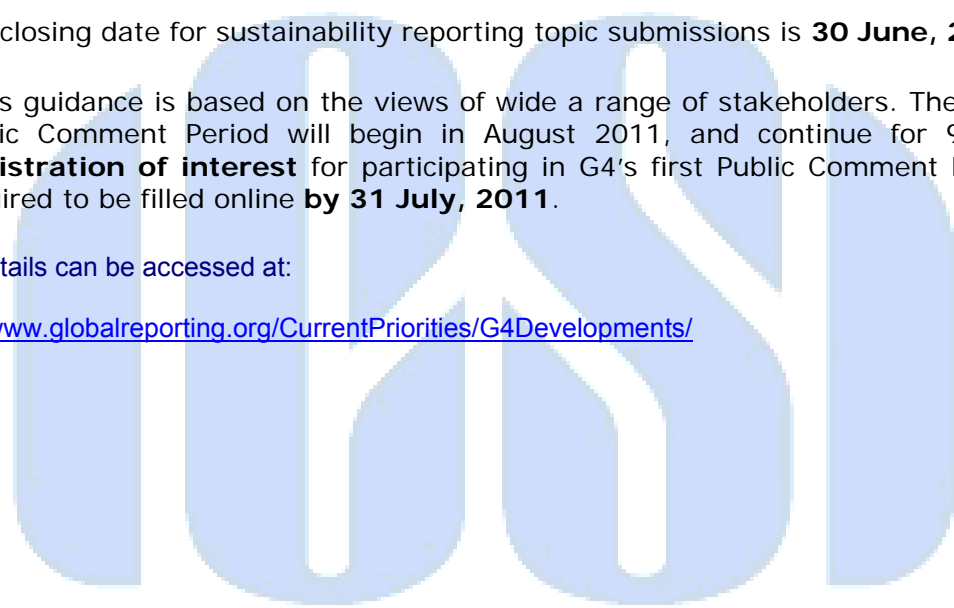 closing date for sustainability reporting topic submissions is 30 June, 2
s guidance is based on the views of wide a range of stakeholders. The
ic Comment Period will begin in August 2011, and continue for 9
istration of interest for participating in G4's first Public Comment
ired to be filled online by 31 July, 2011.
tails can be accessed at:
www.globalreporting.org/CurrentPriorities/G4Developments/
ICSI